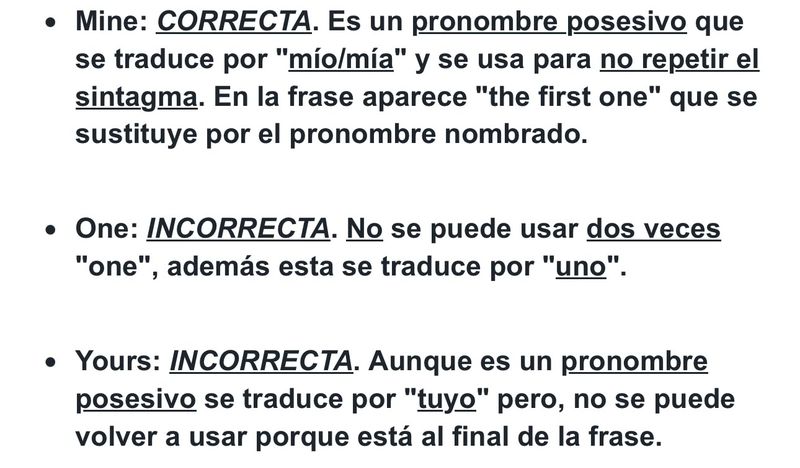 • Mine: CORRECTA. Es un pronombre posesivo que
se traduce por "mío/mía" y se usa para no repetir el
sintagma. En la frase aparece "the first one" que se
sustituye por el pronombre nombrado.
• One: INCORRECTA. No se puede usar dos veces
"one", además esta se traduce por "uno".
• Yours: INCORRECTA. Aunque es un pronombre
posesivo se traduce por "tuyo" pero, no se puede
volver a usar porque está al final de la frase.